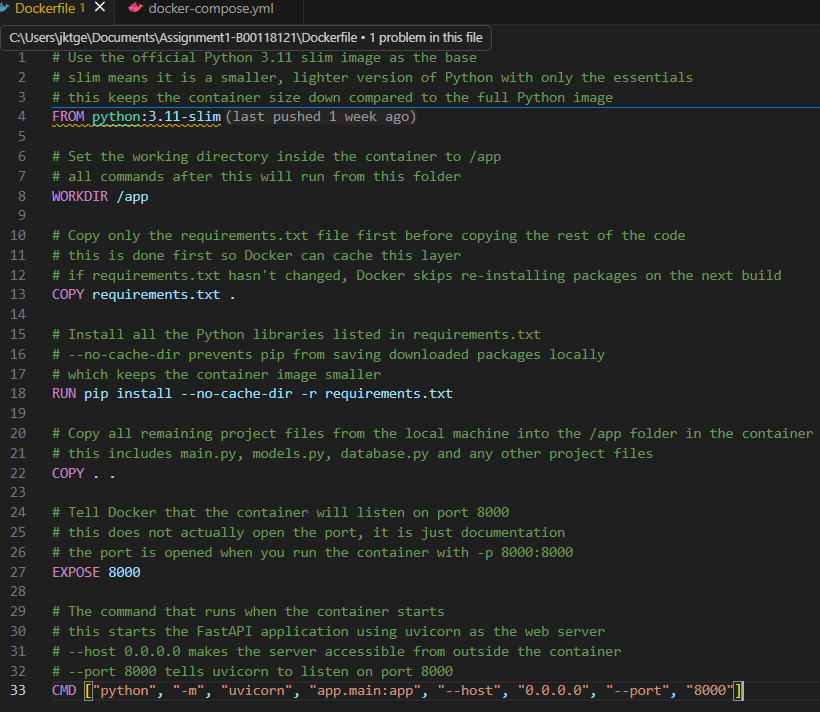 Dockerfile 1 docker-compose.yml
C:\Users\jktge\Documents\Assignment1-B00118121\Dockerfile • 1 problem in this file
1 # Use the official Python 3.11 slim image as the base
2 # slim means it is a smaller, lighter version of Python with only the essentials
3 # this keeps the container size down compared to the full Python image
4 FROM python:3.11-slim (last pushed 1 week ago)
5
6 # Set the working directory inside the container to /app
7 # all commands after this will run from this folder
8 WORKDIR /app
9
10 # Copy only the requirements.txt file first before copying the rest of the code
11 # this is done first so Docker can cache this layer
12 # if requirements.txt hasn't changed, Docker skips re-installing packages on the next build
13 COPY requirements.txt .
14
15 # Install all the Python libraries listed in requirements.txt
16 # --no-cache-dir prevents pip from saving downloaded packages locally
17 # which keeps the container image smaller
18 RUN pip install --no-cache-dir -r requirements.txt
19
20 # Copy all remaining project files from the local machine into the /app folder in the container
21 # this includes main.py, models.py, database.py and any other project files
22 COPY . .
23
24 # Tell Docker that the container will listen on port 8000
25 # this does not actually open the port, it is just documentation
26 # the port is opened when you run the container with -p 8000:8000
27 EXPOSE 8000
28
29 # The command that runs when the container starts
30 # this starts the FastAPI application using uvicorn as the web server
31 # --host 0.0.0.0 makes the server accessible from outside the container
32 # --port 8000 tells uvicorn to listen on port 8000
33 CMD ["python", "-m", "uvicorn", "app.main:app", "--host", "0.0.0.0", "--port", "8000"]